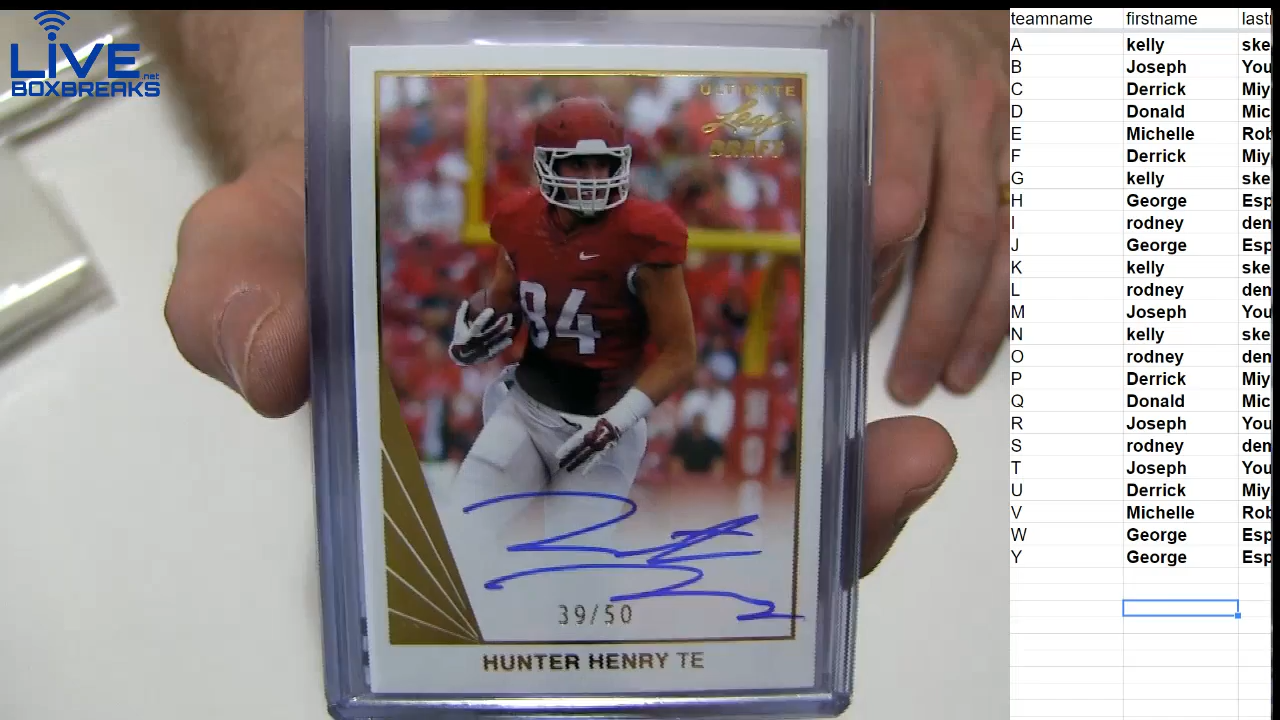 LIVE.net
BOXBREAKS
ULTIMATE
Leaf
DRAFT
84
39/50
HUNTER HENRY TE
teamname firstname last
A kelly ske
B Joseph You
C Derrick Miy
D Donald Mic
E Michelle Rob
F Derrick Miy
G kelly ske
H George Esp
I rodney den
J George Esp
K kelly ske
L rodney den
M Joseph You
N kelly ske
O rodney den
P Derrick Miy
Q Donald Mic
R Joseph You
S rodney den
T Joseph You
U Derrick Miy
V Michelle Rob
W George Esp
Y George Esp